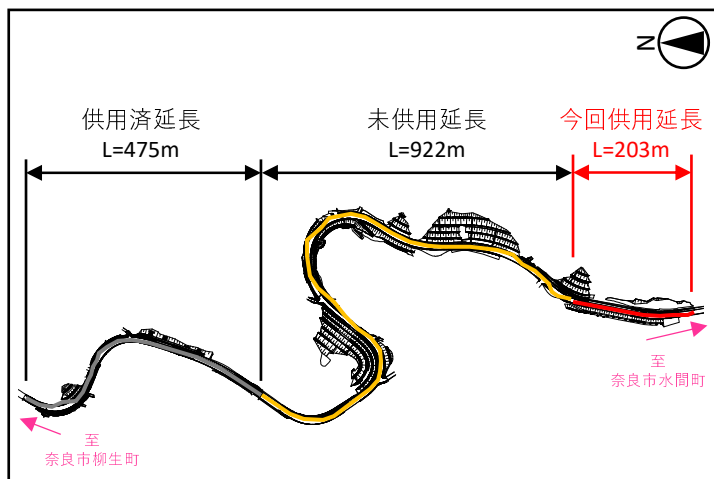 N
供用済延長
L=475m
未供用延長
L=922m
今回供用延長
L=203m
至
奈良市水間町
至
奈良市柳生町